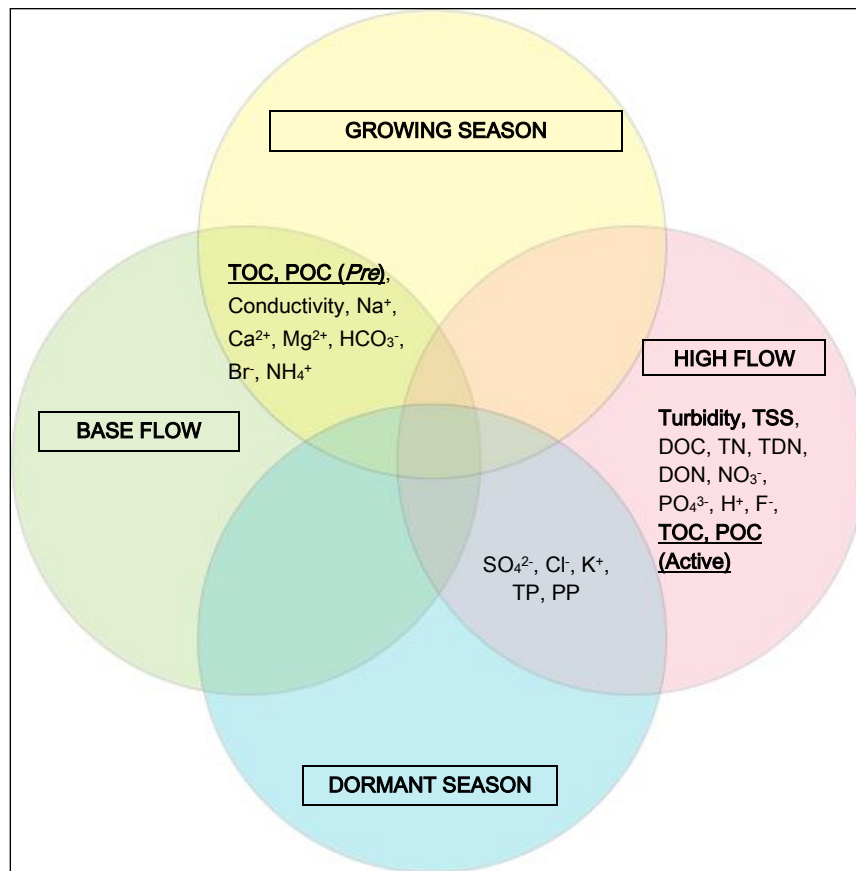 GROWING SEASON
TOC, POC (Pre),
Conductivity, Na⁺,
Ca²⁺, Mg²⁺, HCO₃⁻,
Br⁻, NH₄⁺
HIGH FLOW
BASE FLOW
Turbidity, TSS,
DOC, TN, TDN,
DON, NO₃⁻,
PO₄³⁻, H⁺, F⁻,
TOC, POC
(Active)
SO₄²⁻, Cl⁻, K⁺,
TP, PP
DORMANT SEASON